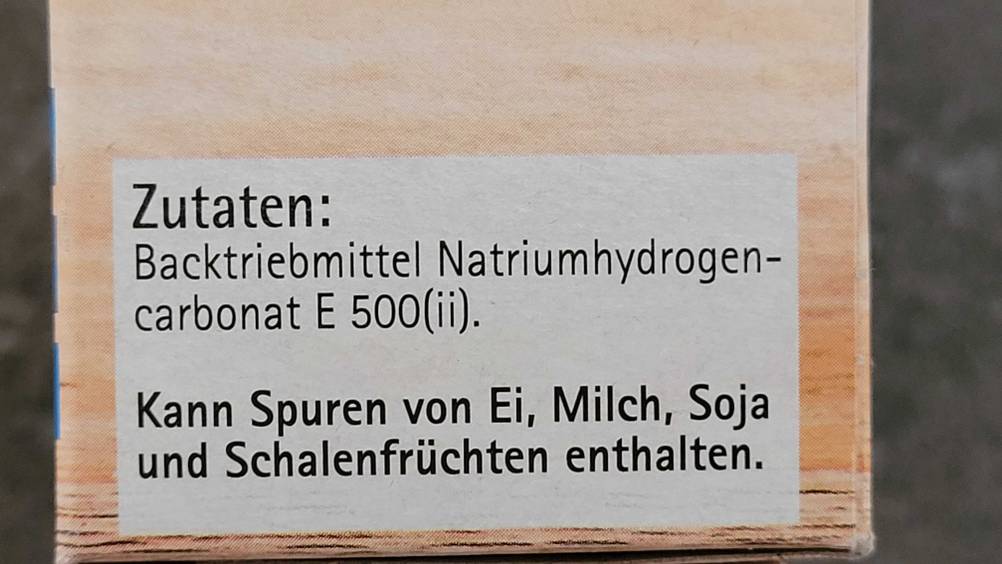 Zutaten:
Backtriebmittel Natriumhydrogen-
carbonat E 500(ii).
Kann Spuren von Ei, Milch, Soja
und Schalenfrüchten enthalten.